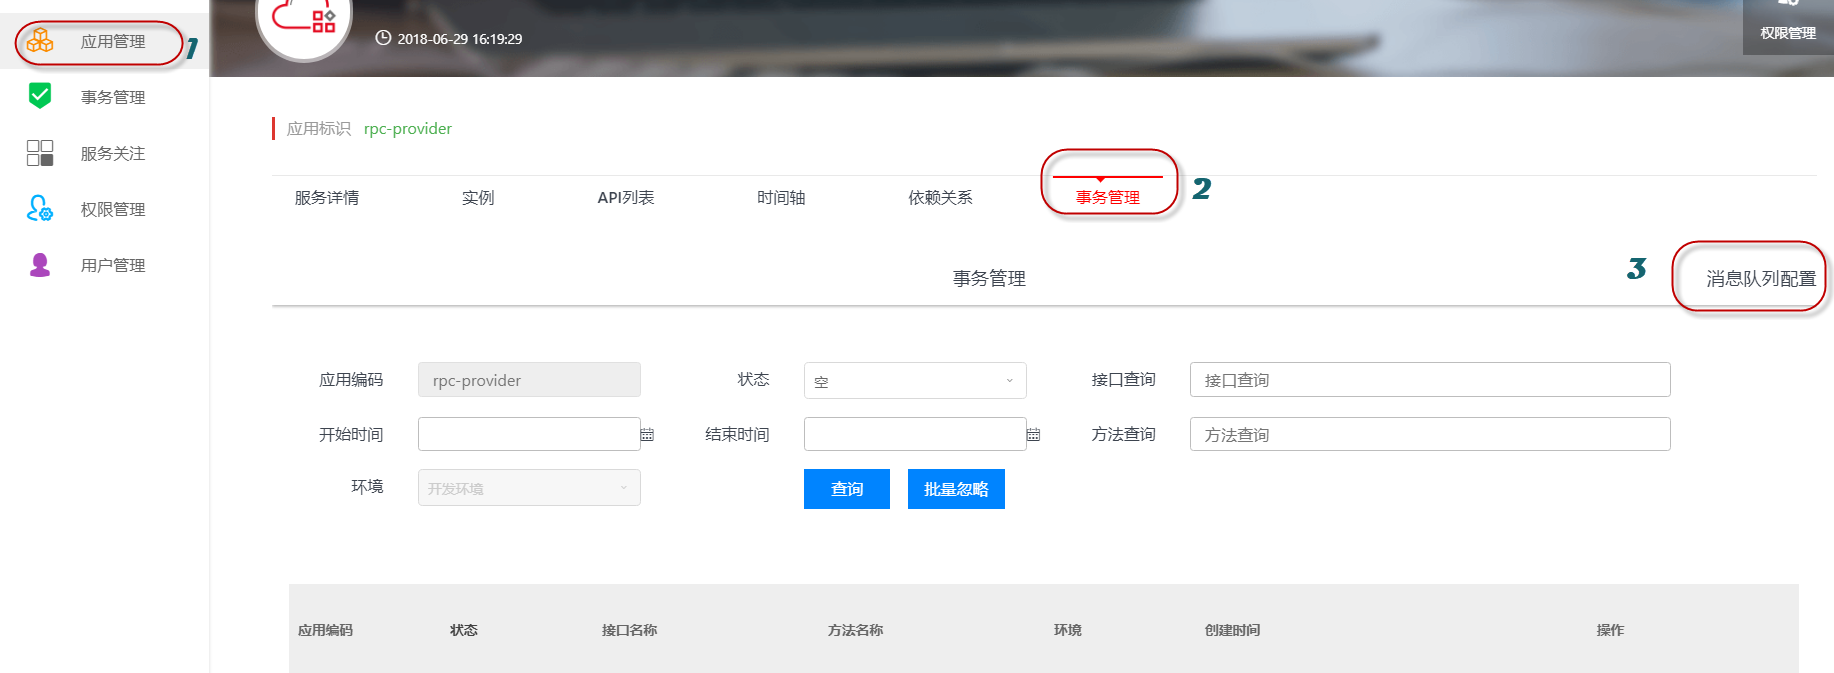 应用管理
1
事务管理
服务关注
权限管理
用户管理
2018-06-29 16:19:29
权限管理
应用标识 rpc-provider
服务详情 实例 API列表 时间轴 依赖关系 事务管理 2
事务管理 3 消息队列配置
应用编码 rpc-provider 状态 空 接口查询 接口查询
开始时间 结束时间 方法查询 方法查询
环境 开发环境 查询 批量忽略
应用编码 状态 接口名称 方法名称 环境 创建时间 操作